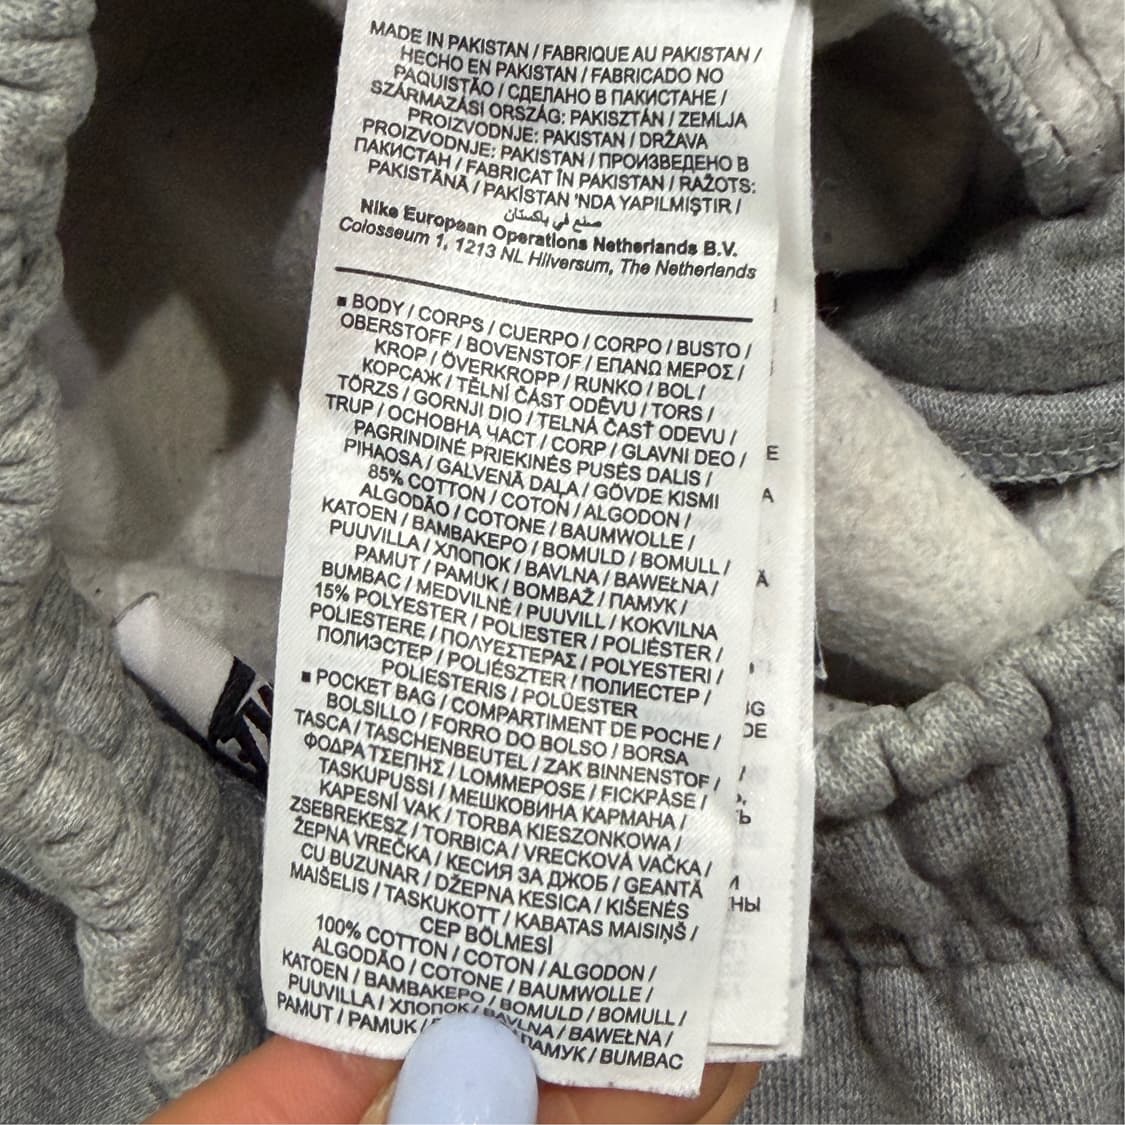 MADE IN PAKISTAN / FABRIQUE AU PAKISTAN /
HECHO EN PAKISTAN / FABRICADO NO
PAQUISTÃO / СДЕЛАНО В ПАКИСТАНЕ /
SZÁRMAZÁSI ORSZÁG: PAKISZTÁN / ZEMLJA
PROIZVODNJE: PAKISTAN / DRŽAVA
PROIZVODNJE: PAKISTAN / ПРОИЗВЕДЕНО В
ПАКИСТАН / FABRICAT ÎN PAKISTAN / RAŽOTS:
PAKISTĀNĀ / PAKİSTAN 'NDA YAPILMIŞTIR /
صنع في باكستان
Nike European Operations Netherlands B.V.
Colosseum 1, 1213 NL Hilversum, The Netherlands
▪ BODY / CORPS / CUERPO / CORPO / BUSTO /
OBERSTOFF / BOVENSTOF / ΕΠΑΝΩ ΜΕΡΟΣ /
KROP / ÖVERKROPP / RUNKO / BOL /
КОРСАЖ / TĚLNÍ ČÁST ODĚVU / TORS /
TÖRZS / GORNJI DIO / TELNÁ ČASŤ ODEVU /
TRUP / ОСНОВНА ЧАСТ / CORP / GLAVNI DEO /
PAGRINDINĖ PRIEKINĖS PUSĖS DALIS /
PIHAOSA / GALVENĀ DAĻA / GÖVDE KISMI
85% COTTON / COTON / ALGODON /
ALGODÃO / COTONE / BAUMWOLLE /
KATOEN / ΒΑΜΒΑΚΕΡΟ / BOMULD / BOMULL /
PUUVILLA / ХЛОПОК / BAVLNA / BAWEŁNA /
PAMUT / PAMUK / BOMBAŽ / ПАМУК /
BUMBAC / MEDVILNĖ / PUUVILL / KOKVILNA
15% POLYESTER / POLIESTER / POLIÉSTER /
POLIESTERE / ΠΟΛΥΕΣΤΕΡΑΣ / POLYESTERI /
ПОЛИЭСТЕР / POLIÉSZTER / ПОЛИЕСТЕР /
POLIESTERIS / POLÜESTER
▪ POCKET BAG / COMPARTIMENT DE POCHE /
BOLSILLO / FORRO DO BOLSO / BORSA
TASCA / TASCHENBEUTEL / ZAK BINNENSTOF /
ΦΟΔΡΑ ΤΣΕΠΗΣ / LOMMEPOSE / FICKPÅSE /
TASKUPUSSI / МЕШКОВИНА КАРМАНА /
KAPESNÍ VAK / TORBA KIESZONKOWA /
ZSEBREKESZ / TORBICA / VRECKOVÁ VAČKA /
ŽEPNA VREČKA / КЕСИЯ ЗА ДЖОБ / GEANTĂ
CU BUZUNAR / DŽEPNA KESICA / KIŠENĖS
MAIŠELIS / TASKUKOTT / KABATAS MAISIŅŠ /
CEP BÖLMESİ
100% COTTON / COTON / ALGODON /
ALGODÃO / COTONE / BAUMWOLLE /
KATOEN / ΒΑΜΒΑΚΕΡΟ / BOMULD / BOMULL /
PUUVILLA / ХЛОПОК / BAVLNA / BAWEŁNA /
PAMUT / PAMUK / ПАМУК / BUMBAC